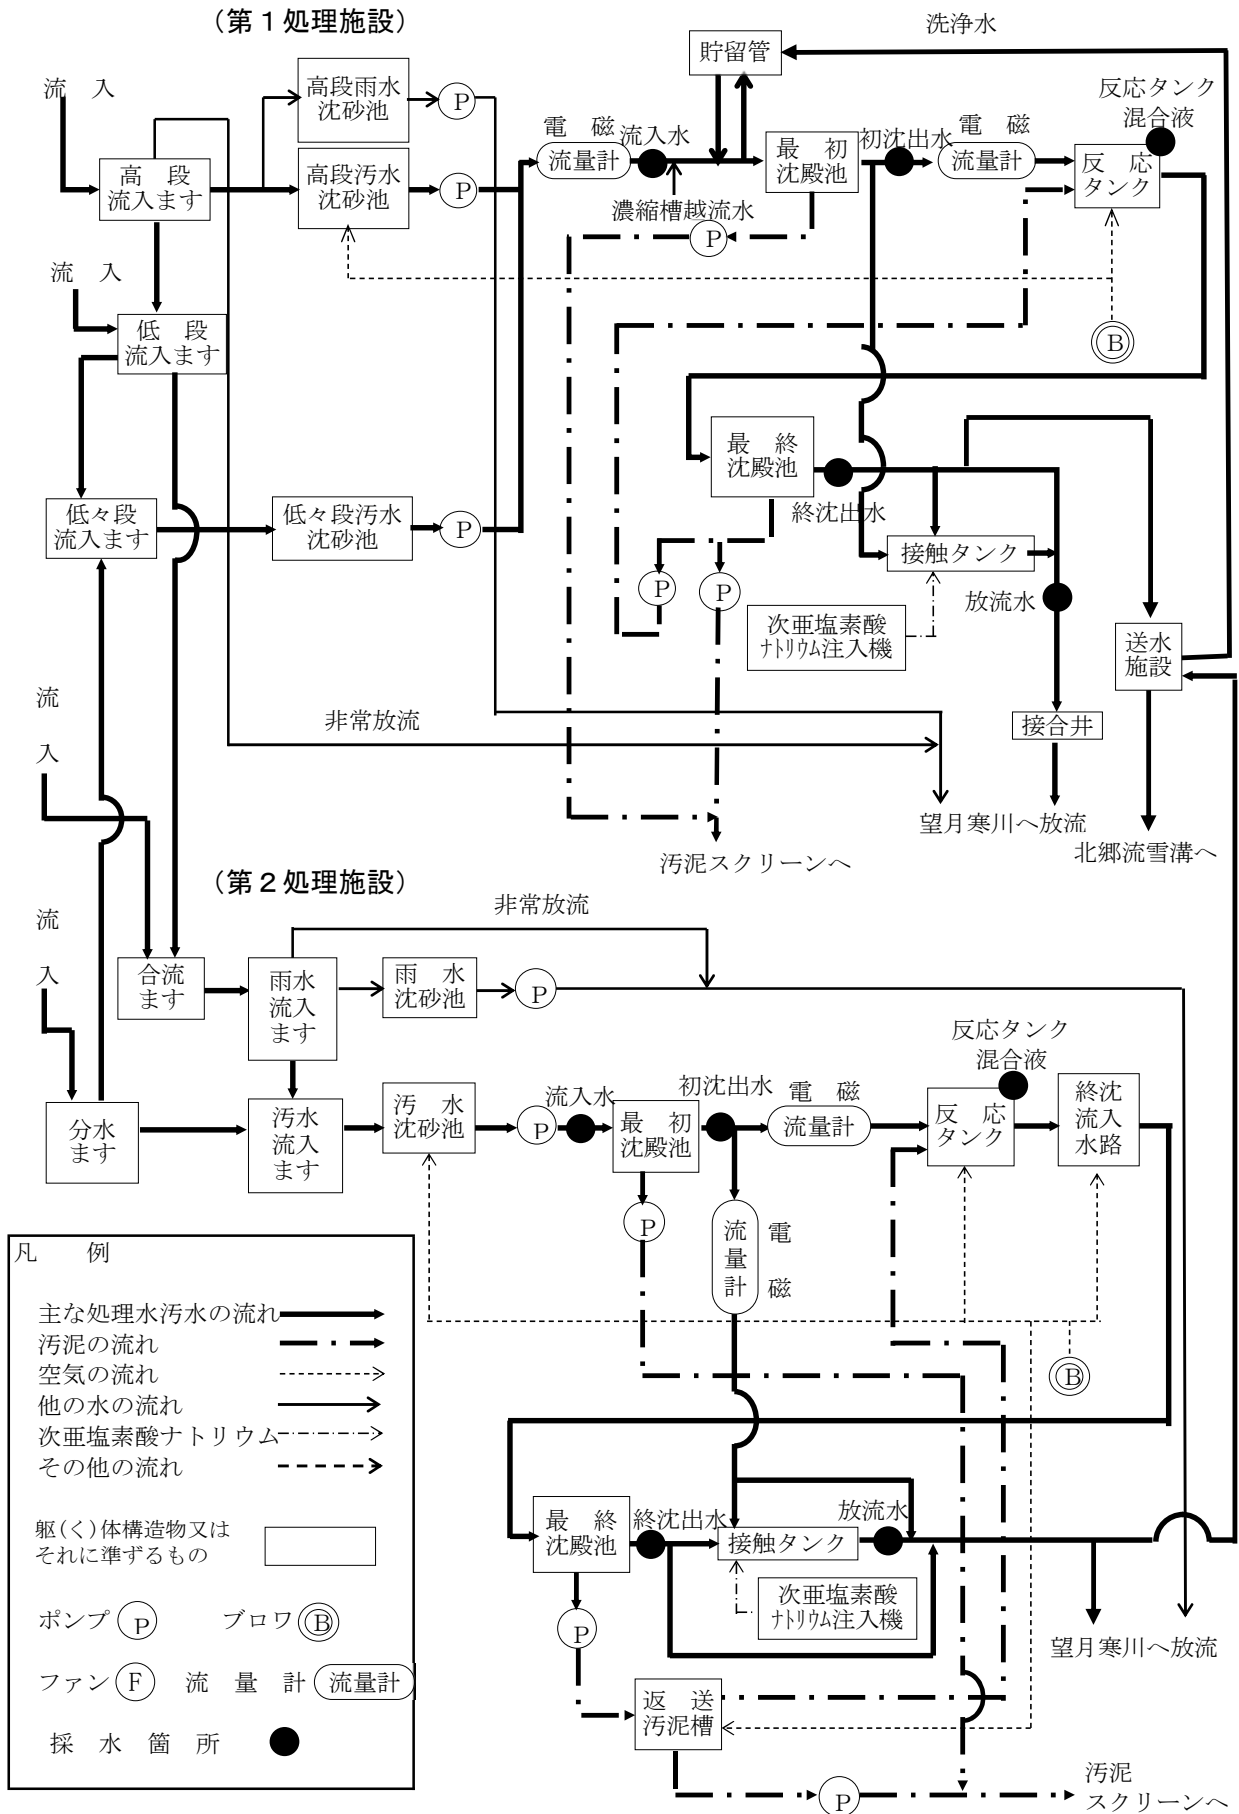 (第1処理施設)
洗浄水
貯留管
流 入
高段雨水
沈砂池
P
反応タンク
混合液
電 磁
流量計
流入水
最 初
沈殿池
初沈出水
電 磁
流量計
反 応
タンク
高 段
流入ます
高段汚水
沈砂池
P
濃縮槽越流水
P
流 入
低 段
流入ます
B
最 終
沈殿池
終沈出水
低々段
流入ます
低々段汚水
沈砂池
P
接触タンク
P
P
次亜塩素酸
ナトリウム注入機
放流水
送水
施設
流
入
非常放流
接合井
望月寒川へ放流
北郷流雪溝へ
汚泥スクリーンへ
(第2処理施設)
非常放流
流
入
合流
ます
雨水
流入
ます
雨 水
沈砂池
P
反応タンク
混合液
分水
ます
汚水
流入
ます
汚 水
沈砂池
P
流入水
最 初
沈殿池
初沈出水
電 磁
流量計
反 応
タンク
終沈
流入
水路
P
流
量
計
電
磁
B
凡 例
主な処理水汚水の流れ
汚泥の流れ
空気の流れ
他の水の流れ
次亜塩素酸ナトリウム
その他の流れ
躯(く)体構造物又は
それに準ずるもの
ポンプ P
ブロワ B
ファン F
流 量 計 流量計
採 水 箇 所
最 終
沈殿池
終沈出水
接触タンク
放流水
次亜塩素酸
ナトリウム注入機
P
望月寒川へ放流
返 送
汚泥槽
P
汚泥
スクリーンへ